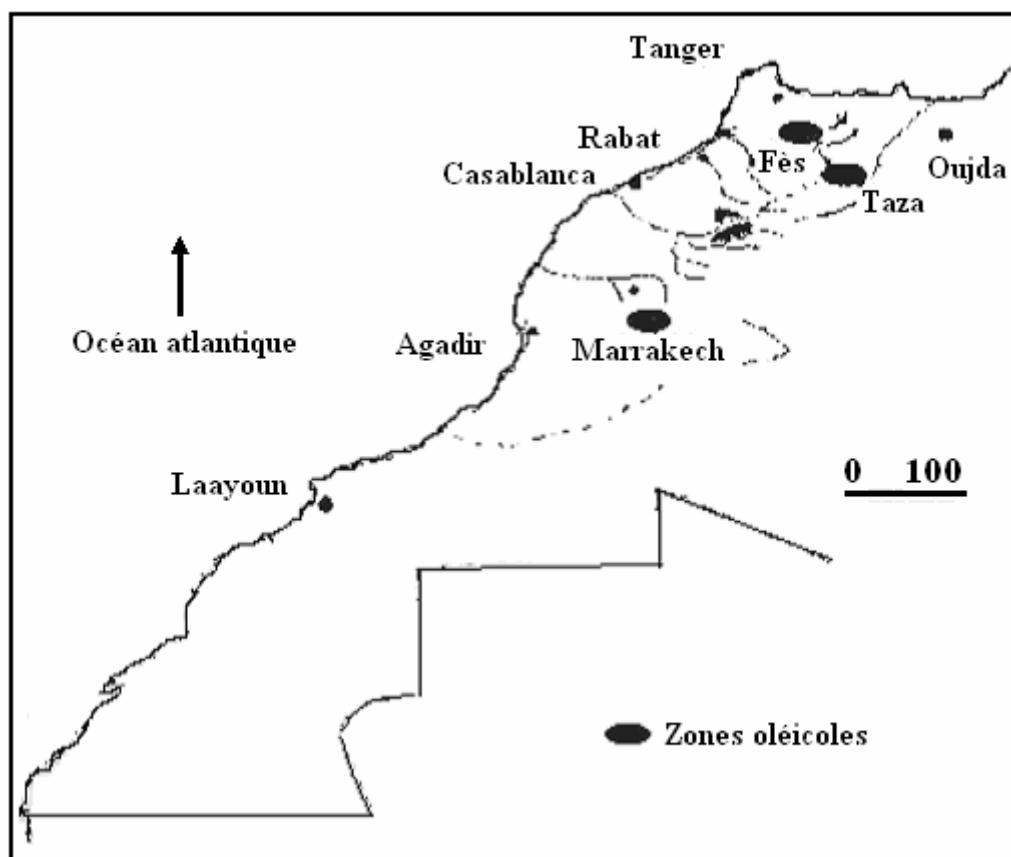 Tanger
Rabat
Fès
Oujda
Casablanca
Taza
Océan atlantique
Agadir
Marrakech
Laayoun
0 100
Zones oléicoles